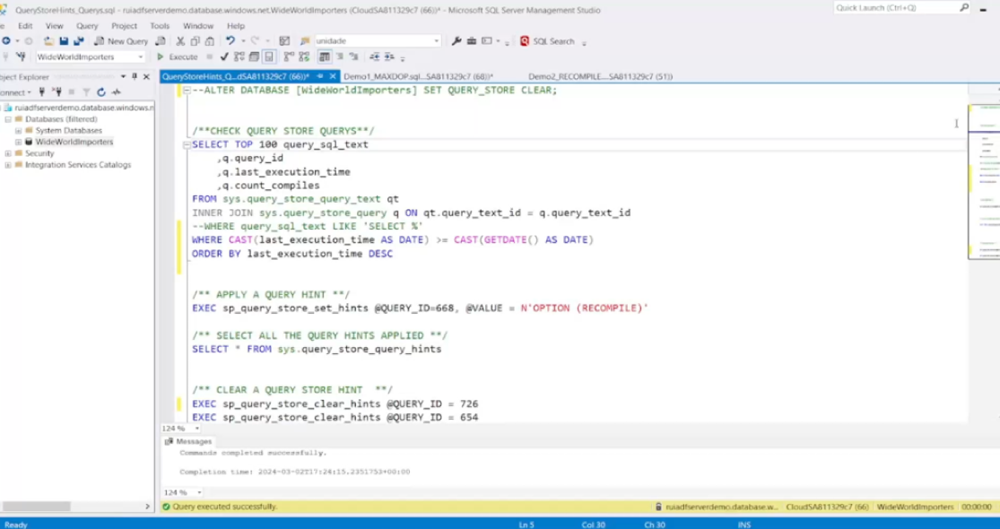 QueryStoreHints_Querys.sql - ruiadfserverdemo.database.windows.net.WideWorldImporters (CloudSA811329c7 (66))* - Microsoft SQL Server Management Studio
Quick Launch (Ctrl+Q)
Edit View Query Project Tools Window Help
New Query
unidade
SQL Search
WideWorldImporters
Execute
bject Explorer
onnect
ruiadfserverdemo.database.windows.n
Databases (filtered)
System Databases
WideWorldImporters
Security
Integration Services Catalogs
QueryStoreHints_Q...dSA811329c7 (66))*
Demo1_MAXDOP.sql...SA811329c7 (68))*
Demo2_RECOMPILE....SA811329c7 (51))
--ALTER DATABASE [WideWorldImporters] SET QUERY_STORE CLEAR;
/**CHECK QUERY STORE QUERYS**/
SELECT TOP 100 query_sql_text
,q.query_id
,q.last_execution_time
,q.count_compiles
FROM sys.query_store_query_text qt
INNER JOIN sys.query_store_query q ON qt.query_text_id = q.query_text_id
--WHERE query_sql_text LIKE 'SELECT %'
WHERE CAST(last_execution_time AS DATE) >= CAST(GETDATE() AS DATE)
ORDER BY last_execution_time DESC
/** APPLY A QUERY HINT **/
EXEC sp_query_store_set_hints @QUERY_ID=668, @VALUE = N'OPTION (RECOMPILE)'
/** SELECT ALL THE QUERY HINTS APPLIED **/
SELECT * FROM sys.query_store_query_hints
/** CLEAR A QUERY STORE HINT **/
EXEC sp_query_store_clear_hints @QUERY_ID = 726
EXEC sp_query_store_clear_hints @QUERY_ID = 654
124 %
Messages
Commands completed successfully.
Completion time: 2024-03-02T17:24:15.2351753+00:00
124 %
Query executed successfully.
ruiadfserverdemo.database.w... CloudSA811329c7 (66) WideWorldImporters 00:00:00
Ready
Ln 5
Col 30
Ch 30
INS